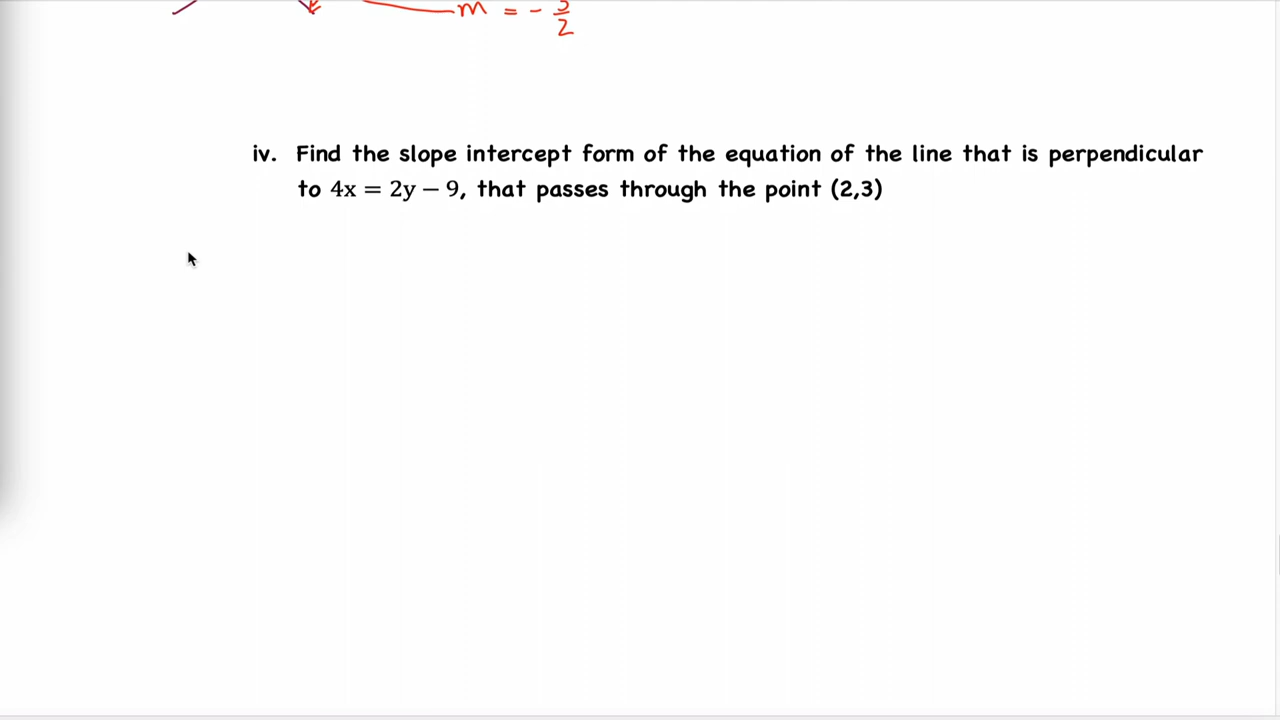 m = -3/2
iv. Find the slope intercept form of the equation of the line that is perpendicular
to 4x = 2y − 9, that passes through the point (2,3)